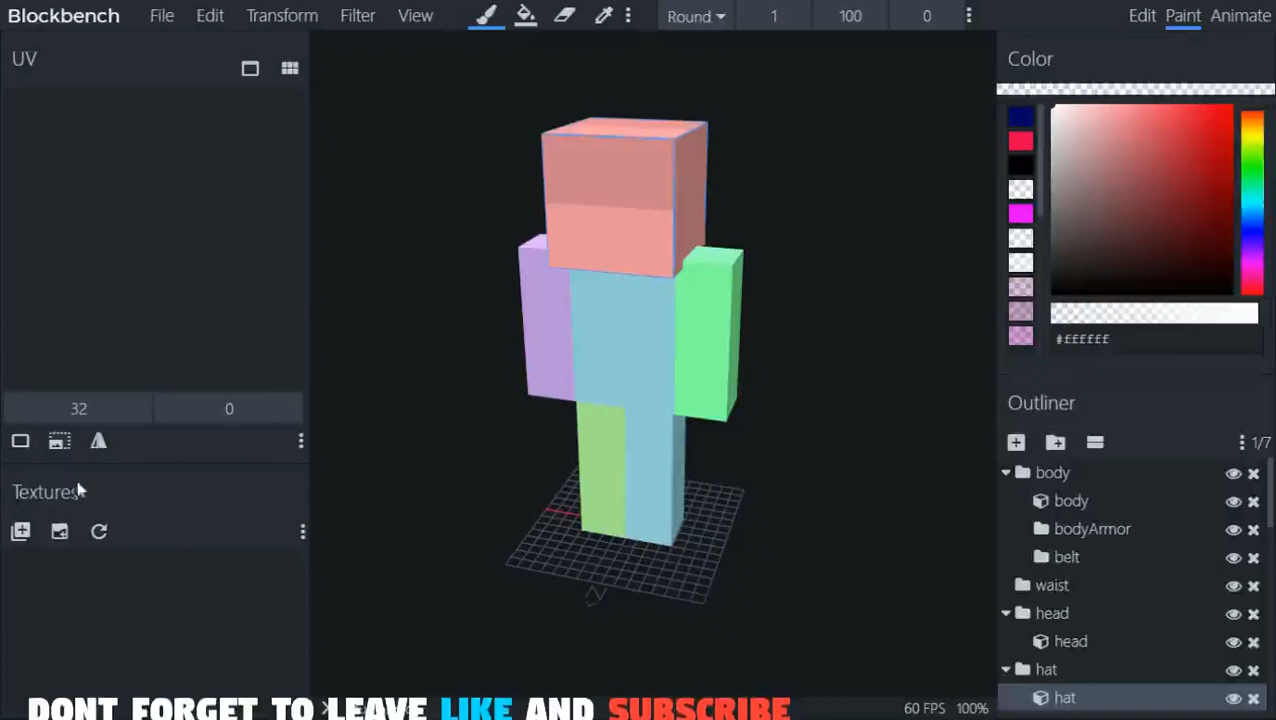 Blockbench File Edit Transform Filter View Round 1 100 0 Edit Paint Animate
UV
Color
32 0
#ffffff
Outliner
1/7
Textures
body
body
bodyArmor
belt
waist
head
head
hat
hat
60 FPS 100%
DONT FORGET TO LEAVE LIKE AND SUBSCRIBE